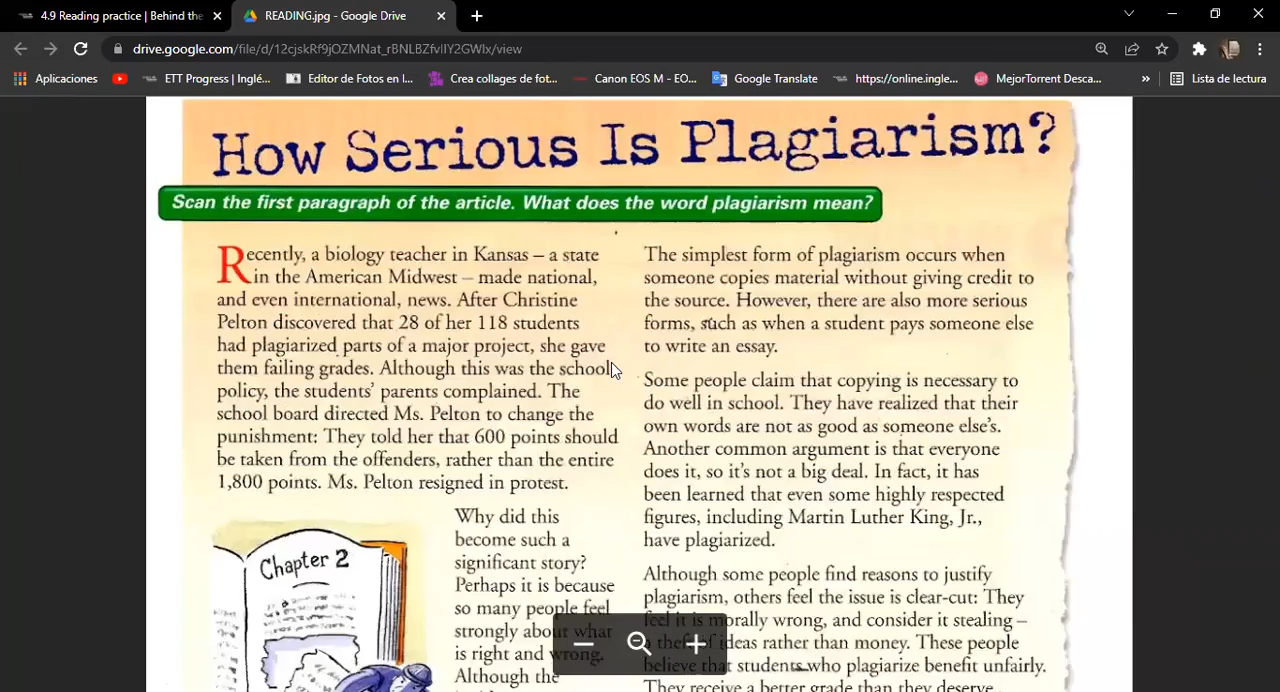 4.9 Reading practice | Behind the
READING.jpg - Google Drive
drive.google.com/file/d/12cjskRf9jOZMNat_rBNLBZfvlIY2GWlx/view
Aplicaciones
ETT Progress | Inglé...
Editor de Fotos en l...
Crea collages de fot...
Canon EOS M - EO...
Google Translate
https://online.ingle...
MejorTorrent Desca...
»
Lista de lectura
How Serious Is Plagiarism?
Scan the first paragraph of the article. What does the word plagiarism mean?
Recently, a biology teacher in Kansas – a state
in the American Midwest – made national,
and even international, news. After Christine
Pelton discovered that 28 of her 118 students
had plagiarized parts of a major project, she gave
them failing grades. Although this was the school
policy, the students' parents complained. The
school board directed Ms. Pelton to change the
punishment: They told her that 600 points should
be taken from the offenders, rather than the entire
1,800 points. Ms. Pelton resigned in protest.
Why did this
become such a
significant story?
Perhaps it is because
so many people feel
strongly about what
is right and wrong.
Although the
Chapter 2
The simplest form of plagiarism occurs when
someone copies material without giving credit to
the source. However, there are also more serious
forms, such as when a student pays someone else
to write an essay.
Some people claim that copying is necessary to
do well in school. They have realized that their
own words are not as good as someone else's.
Another common argument is that everyone
does it, so it's not a big deal. In fact, it has
been learned that even some highly respected
figures, including Martin Luther King, Jr.,
have plagiarized.
Although some people find reasons to justify
plagiarism, others feel the issue is clear-cut: They
feel it is morally wrong, and consider it stealing –
a theft of ideas rather than money. These people
believe that students who plagiarize benefit unfairly.
They receive a better grade than they deserve.